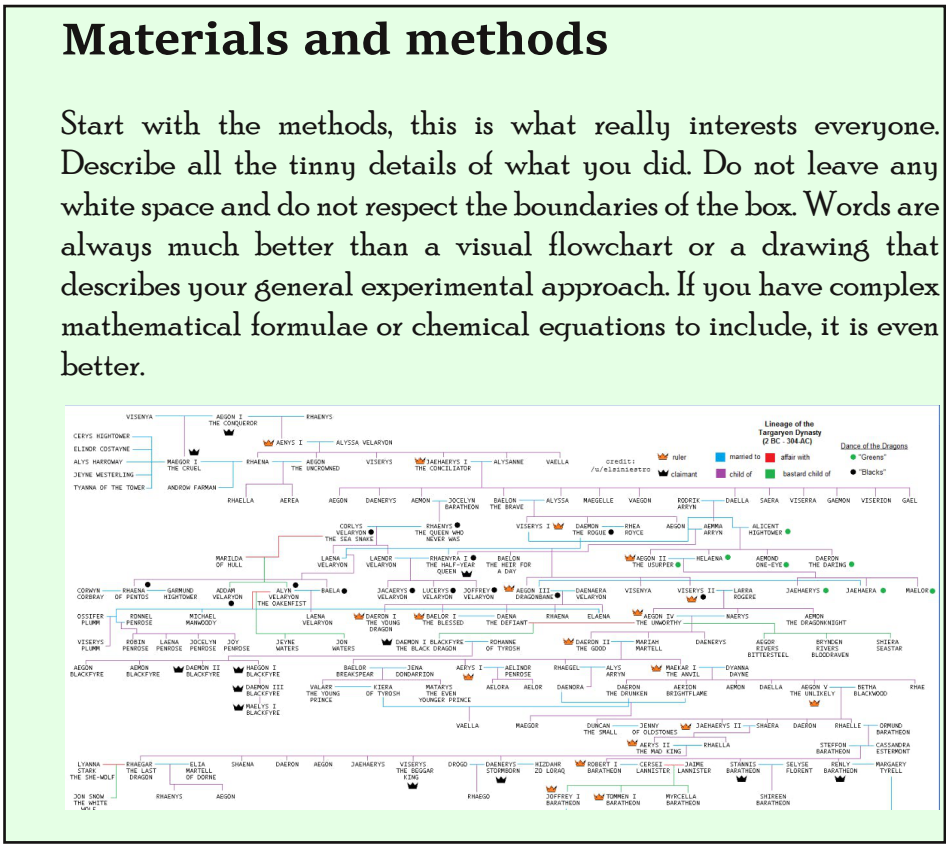 Materials and methods
Start with the methods, this is what really interests everyone.
Describe all the tinny details of what you did. Do not leave any
white space and do not respect the boundaries of the box. Words are
always much better than a visual flowchart or a drawing that
describes your general experimental approach. If you have complex
mathematical formulae or chemical equations to include, it is even
better.
VISENYA AEGON I THE CONQUEROR RHAENYS
Lineage of the
Targaryen Dynasty
(2 BC - 304-AC)
credit:
/u/elsiniestro
ruler married to affair with
claimant child of bastard child of
Dance of the Dragons
"Greens"
"Blacks"
CERYS HIGHTOWER
ELINOR COSTAYNE
ALYS HARROWAY
JEYNE WESTERLING
TYANNA OF THE TOWER
AENYS I ALYSSA VELARYON
MAEGOR I THE CRUEL RHAENA AEGON THE UNCROWNED VISERYS JAEHAERYS I THE CONCILIATOR ALYSANNE VAELLA
ANDROW FARMAN
RHAELLA AEREA AEGON DAENERYS AEMON JOCELYN BARATHEON BAELON THE BRAVE ALYSSA MAEGELLE VAEGON RODRIK ARRYN DAELLA SAERA VISERRA GAEMON VISERION GAEL
CORLYS VELARYON THE SEA SNAKE RHAENYS THE QUEEN WHO NEVER WAS VISERYS I DAEMON THE ROGUE RHEA ROYCE AEGON AEMMA ARRYN ALICENT HIGHTOWER
MARILDA OF HULL LAENA VELARYON LAENOR VELARYON RHAENYRA I THE HALF-YEAR QUEEN BAELON THE HEIR FOR A DAY AEGON II THE USURPER HELAENA AEMOND ONE-EYE DAERON THE DARING
CORWYN CORBRAY RHAENA OF PENTOS GARMUND HIGHTOWER ADDAM VELARYON ALYN VELARYON THE OAKENFIST BAELA JACAERYS VELARYON LUCERYS VELARYON JOFFREY VELARYON AEGON III DRAGONBANE DAENAERA VELARYON VISENYA VISERYS II LARRA ROGERE JAEHAERYS JAEHAERA MAELOR
OSSIFER PLUMM RONNEL PENROSE MICHAEL MANWOODY LAENA VELARYON DAERON I THE YOUNG DRAGON BAELOR I THE BLESSED DAENA THE DEFIANT RHAENA ELAENA AEGON IV THE UNWORTHY NAERYS AEMON THE DRAGONKNIGHT
VISERYS PLUMM ROBIN PENROSE LAENA PENROSE JOCELYN PENROSE JOY PENROSE JEYNE WATERS JON WATERS DAEMON I BLACKFYRE THE BLACK DRAGON ROHANNE OF TYROSH DAERON II THE GOOD MARIAH MARTELL DAENERYS AEGOR RIVERS BITTERSTEEL BRYNDEN RIVERS BLOODRAVEN SHIERA SEASTAR
AEGON BLACKFYRE AEMON BLACKFYRE DAEMON II BLACKFYRE HAEGON I BLACKFYRE BAELOR BREAKSPEAR JENA DONDARRION AERYS I AELINOR PENROSE RHAEGEL ALYS ARRYN MAEKAR I THE ANVIL DYANNA DAYNE
DAEMON III BLACKFYRE VALARR THE YOUNG PRINCE KIERA OF TYROSH MATARYS THE EVEN YOUNGER PRINCE AELORA AELOR DAENORA DAERON THE DRUNKEN AERION BRIGHTFLAME AEMON DAELLA AEGON V THE UNLIKELY BETHA BLACKWOOD RHAE
MAELYS I BLACKFYRE
VAELLA MAEGOR DUNCAN THE SMALL JENNY OF OLDSTONES JAEHAERYS II SHAERA DAERON RHAELLE ORMUND BARATHEON
AERYS II THE MAD KING RHAELLA STEFFON BARATHEON CASSANDRA ESTERMONT
LYANNA STARK THE SHE-WOLF RHAEGAR THE LAST DRAGON ELIA MARTELL OF DORNE SHAENA DAERON AEGON JAEHAERYS VISERYS THE BEGGAR KING DROGO DAENERYS STORMBORN HIZDAHR ZO LORAQ ROBERT I BARATHEON CERSEI LANNISTER JAIME LANNISTER STANNIS BARATHEON SELYSE FLORENT RENLY BARATHEON MARGAERY TYRELL
JON SNOW THE WHITE WOLF RHAENYS AEGON RHAEGO JOFFREY I BARATHEON TOMMEN I BARATHEON MYRCELLA BARATHEON SHIREEN BARATHEON